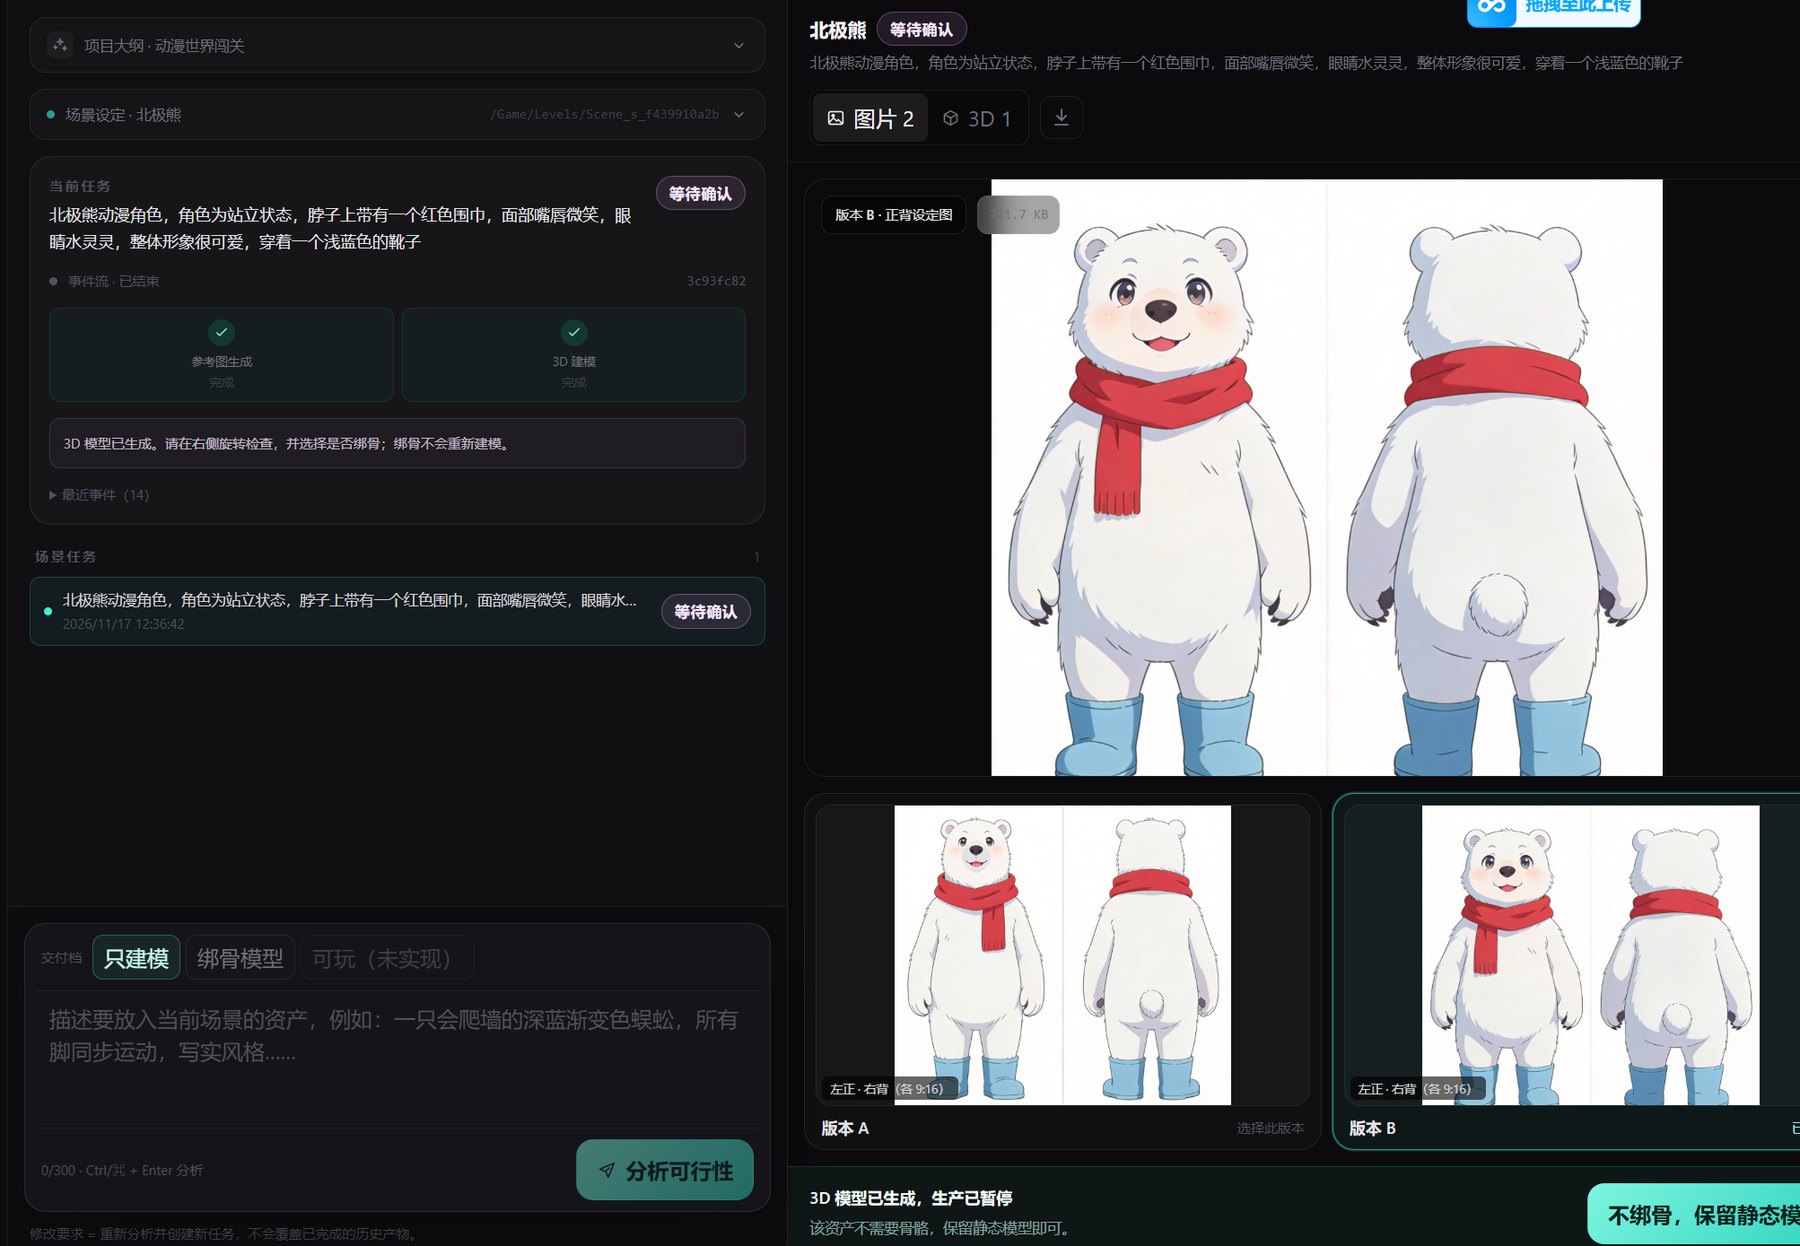 项目大纲 · 动漫世界闯关
场景设定 · 北极熊
/Game/Levels/Scene_s_f439910a2b
当前任务
等待确认
北极熊动漫角色，角色为站立状态，脖子上带有一个红色围巾，面部嘴唇微笑，眼
睛水灵灵，整体形象很可爱，穿着一个浅蓝色的靴子
事件流 · 已结束
3c93fc82
参考图生成
完成
3D 建模
完成
3D 模型已生成。请在右侧旋转检查，并选择是否绑骨；绑骨不会重新建模。
最近事件（14）
场景任务
1
北极熊动漫角色，角色为站立状态，脖子上带有一个红色围巾，面部嘴唇微笑，眼睛水...
2026/11/17 12:36:42
等待确认
交付档
只建模
绑骨模型
可玩（未实现）
描述要放入当前场景的资产，例如：一只会爬墙的深蓝渐变色蜈蚣，所有
脚同步运动，写实风格......
0/300 · Ctrl/⌘ + Enter 分析
分析可行性
修改要求 = 重新分析并创建新任务，不会覆盖已完成的历史产物。
北极熊
等待确认
拖拽至此上传
北极熊动漫角色，角色为站立状态，脖子上带有一个红色围巾，面部嘴唇微笑，眼睛水灵灵，整体形象很可爱，穿着一个浅蓝色的靴子
图片 2
3D 1
版本 B · 正背设定图
1.7 KB
左正 · 右背（各 9:16）
版本 A
选择此版本
左正 · 右背（各 9:16）
版本 B
3D 模型已生成，生产已暂停
该资产不需要骨骼，保留静态模型即可。
不绑骨，保留静态模